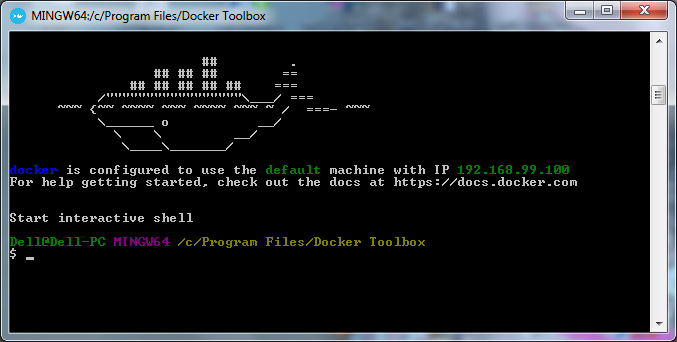 MINGW64:/c/Program Files/Docker Toolbox
##         .
## ## ##        ==
## ## ## ## ##    ===
/"""""""""""""""""\___/ ===
~~~ {~~ ~~~~ ~~~ ~~~~ ~~~ ~ /  ===- ~~~
\______ o           __/
\    \         __/
\____\_______/
docker is configured to use the default machine with IP 192.168.99.100
For help getting started, check out the docs at https://docs.docker.com
Start interactive shell
Dell@Dell-PC MINGW64 /c/Program Files/Docker Toolbox
$